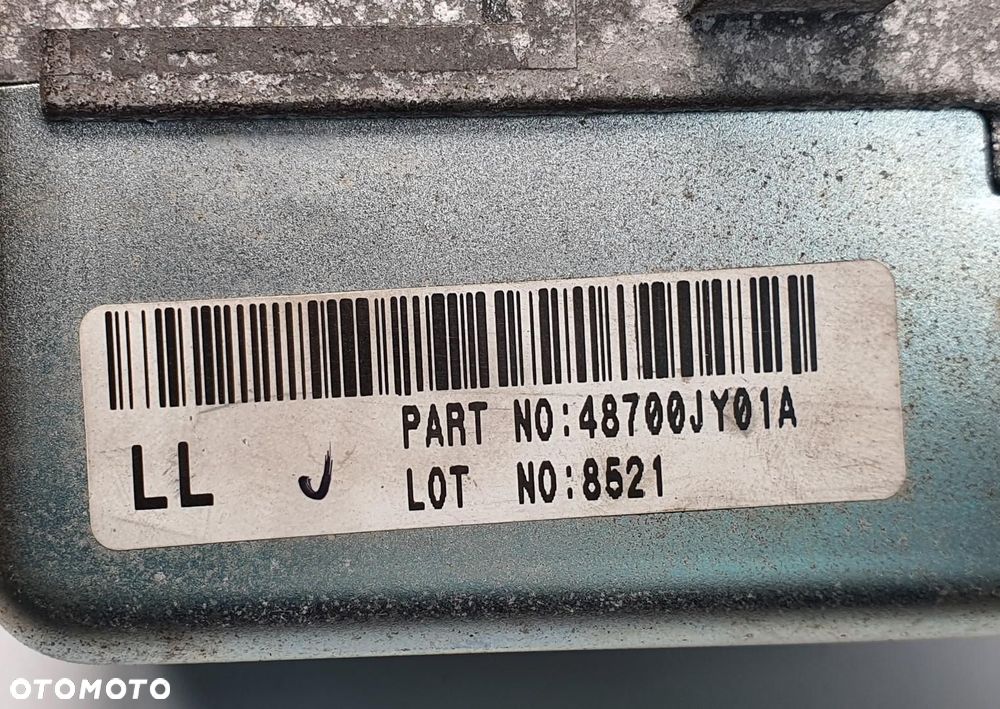 PART NO:48700JY01A
LL
LOT NO:8521
OTOMOTO